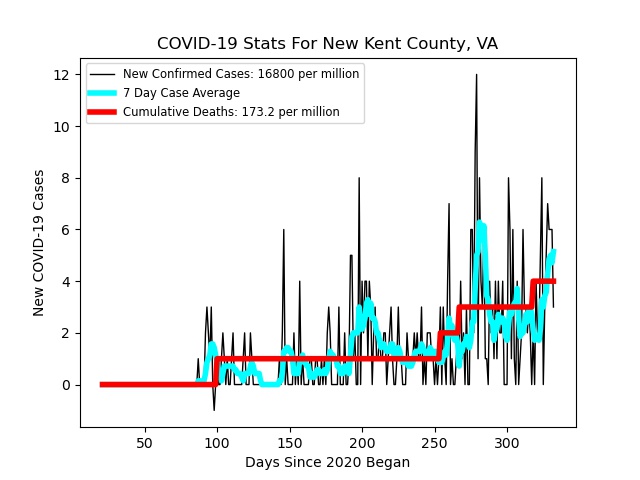 COVID-19 Stats For New Kent County, VA
New Confirmed Cases: 16800 per million
7 Day Case Average
Cumulative Deaths: 173.2 per million
New COVID-19 Cases
12
10
8
6
4
2
0
50 100 150 200 250 300
Days Since 2020 Began